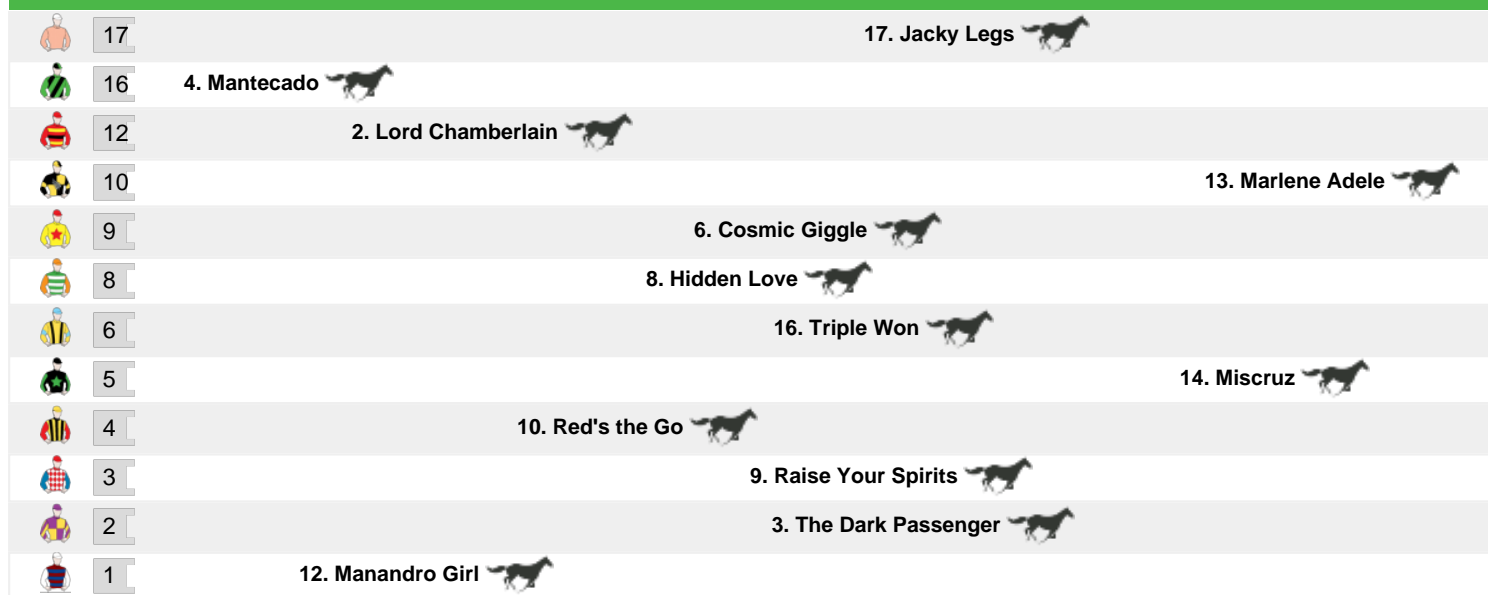 17 17. Jacky Legs
16 4. Mantecado
12 2. Lord Chamberlain
10 13. Marlene Adele
9 6. Cosmic Giggle
8 8. Hidden Love
6 16. Triple Won
5 14. Miscruz
4 10. Red's the Go
3 9. Raise Your Spirits
2 3. The Dark Passenger
1 12. Manandro Girl